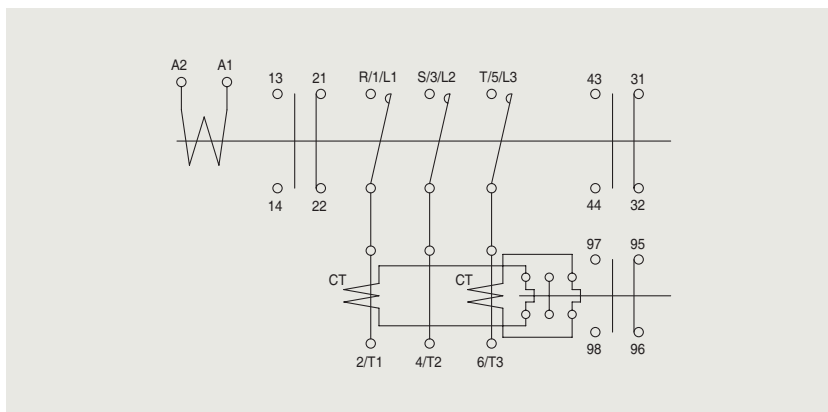 A2 A1
13 21 R/1/L1 S/3/L2 T/5/L3 43 31
14 22 44 32
97 95
CT CT
98 96
2/T1 4/T2 6/T3